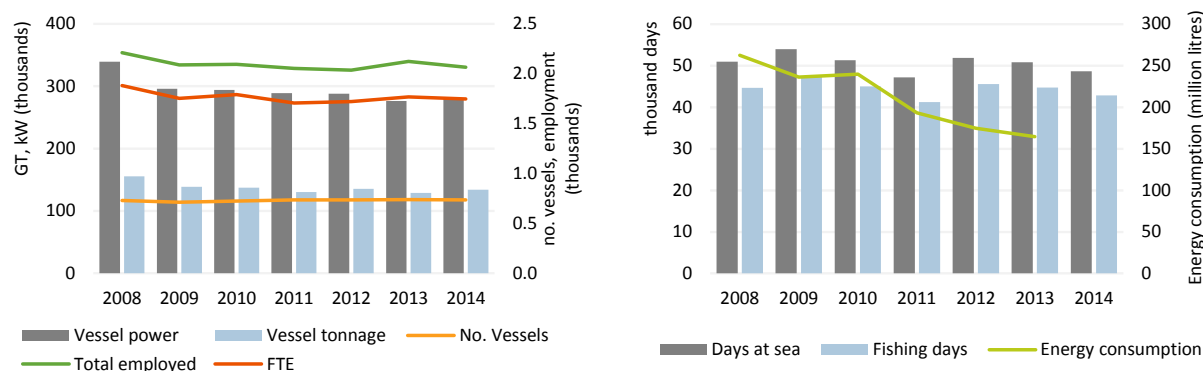 GT, kW (thousands)
400
300
200
100
0
2.5
2.0
1.5
1.0
0.5
0.0
no. vessels, employment
(thousands)
2008 2009 2010 2011 2012 2013 2014
Vessel power Vessel tonnage No. Vessels
Total employed FTE
thousand days
60
50
40
30
20
10
0
300
250
200
150
100
50
0
Energy consumption (million litres)
2008 2009 2010 2011 2012 2013 2014
Days at sea Fishing days Energy consumption